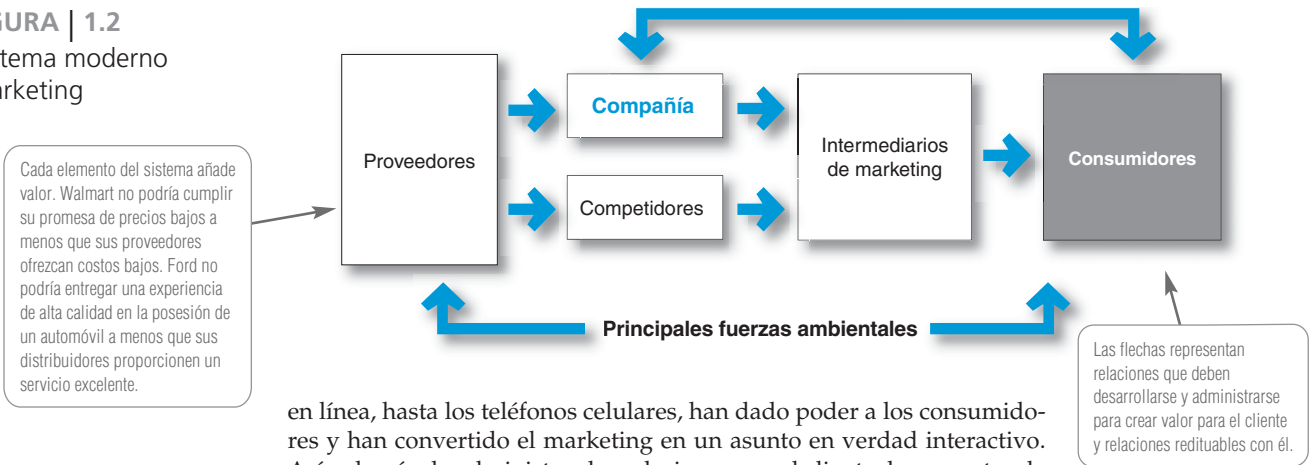 GURA | 1.2
tema moderno
arketing
Cada elemento del sistema añade
valor. Walmart no podría cumplir
su promesa de precios bajos a
menos que sus proveedores
ofrezcan costos bajos. Ford no
podría entregar una experiencia
de alta calidad en la posesión de
un automóvil a menos que sus
distribuidores proporcionen un
servicio excelente.
Proveedores
Compañía
Competidores
Intermediarios
de marketing
Consumidores
Principales fuerzas ambientales
Las flechas representan
relaciones que deben
desarrollarse y administrarse
para crear valor para el cliente
y relaciones redituables con él.
en línea, hasta los teléfonos celulares, han dado poder a los consumido-
res y han convertido el marketing en un asunto en verdad interactivo.